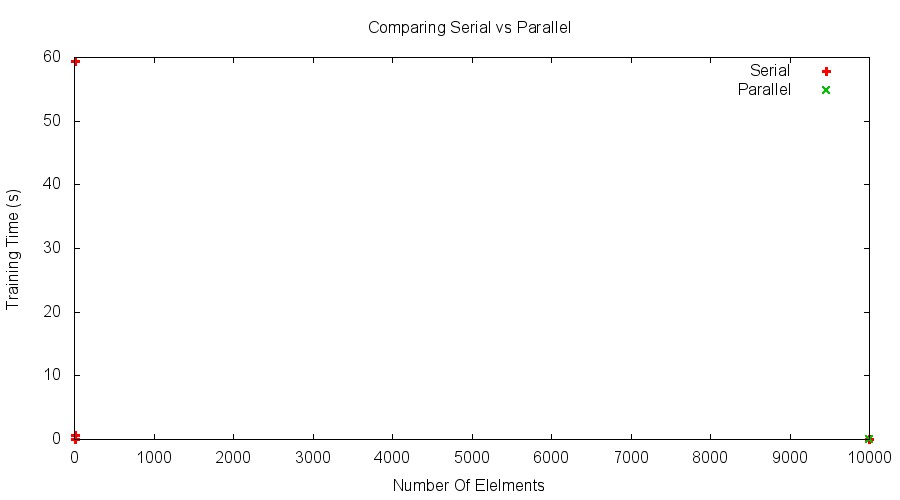 Comparing Serial vs Parallel
60
50
40
30
20
10
0
Training Time (s)
Serial
Parallel
0 1000 2000 3000 4000 5000 6000 7000 8000 9000 10000
Number Of Elelments